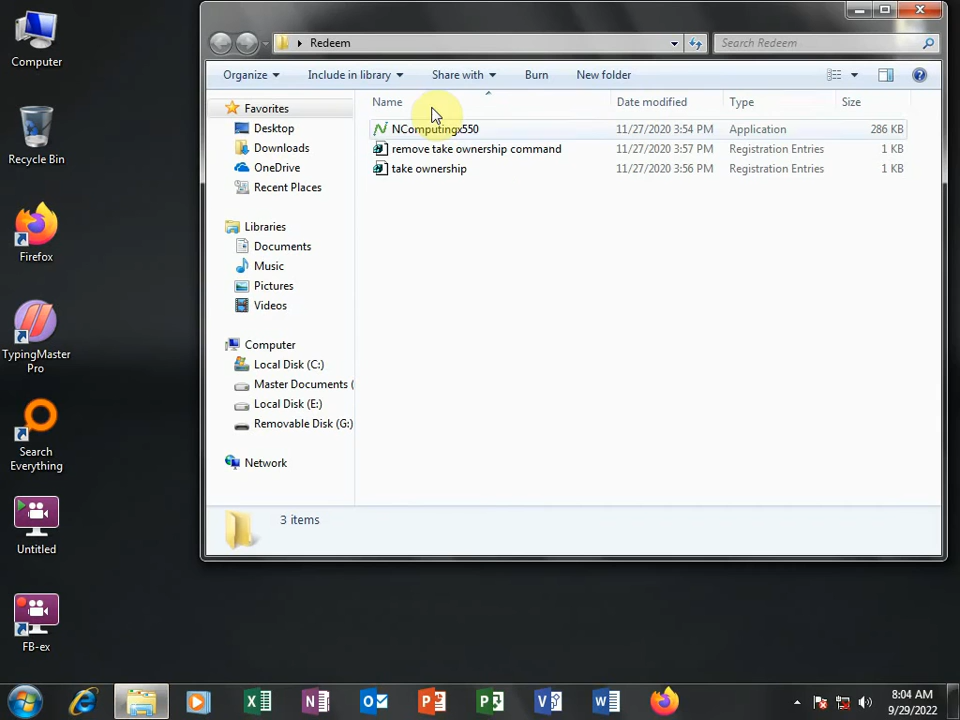 Computer
Recycle Bin
Firefox
TypingMaster
Pro
Search
Everything
Untitled
FB-ex
Redeem
Search Redeem
Organize
Include in library
Share with
Burn
New folder
Name
Date modified
Type
Size
NComputingx550
11/27/2020 3:54 PM
Application
286 KB
remove take ownership command
11/27/2020 3:57 PM
Registration Entries
1 KB
take ownership
11/27/2020 3:56 PM
Registration Entries
1 KB
Favorites
Desktop
Downloads
OneDrive
Recent Places
Libraries
Documents
Music
Pictures
Videos
Computer
Local Disk (C:)
Master Documents (
Local Disk (E:)
Removable Disk (G:)
Network
3 items
8:04 AM
9/29/2022